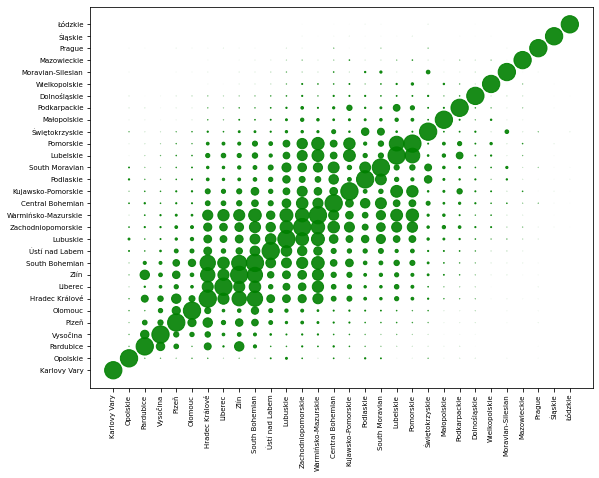 Łódzkie
Śląskie
Prague
Mazowieckie
Moravian-Silesian
Wielkopolskie
Dolnośląskie
Podkarpackie
Małopolskie
Świętokrzyskie
Pomorskie
Lubelskie
South Moravian
Podlaskie
Kujawsko-Pomorskie
Central Bohemian
Warmińsko-Mazurskie
Zachodniopomorskie
Lubuskie
Ústí nad Labem
South Bohemian
Zlín
Liberec
Hradec Králové
Olomouc
Plzeň
Vysočina
Pardubice
Opolskie
Karlovy Vary
Karlovy Vary
Opolskie
Pardubice
Vysočina
Plzeň
Olomouc
Hradec Králové
Liberec
Zlín
South Bohemian
Ústí nad Labem
Lubuskie
Zachodniopomorskie
Warmińsko-Mazurskie
Central Bohemian
Kujawsko-Pomorskie
Podlaskie
South Moravian
Lubelskie
Pomorskie
Świętokrzyskie
Małopolskie
Podkarpackie
Dolnośląskie
Wielkopolskie
Moravian-Silesian
Mazowieckie
Prague
Śląskie
Łódzkie